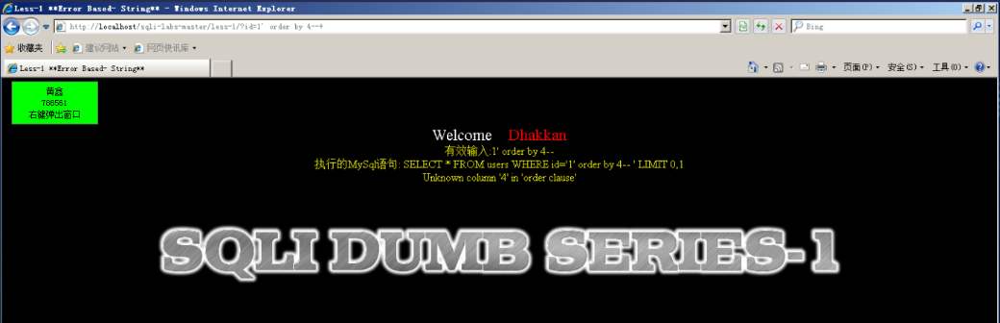 Less-1 **Error Based- String** - Windows Internet Explorer
http://localhost/sqli-labs-master/less-1/?id=1' order by 4--+
Bing
收藏夹 建议网站 网页快讯库
Less-1 **Error Based- String**
页面(P) 安全(S) 工具(O)
黄鑫
786561
右键弹出窗口
Welcome Dhakkan
有效输入:1' order by 4--
执行的MySql语句: SELECT * FROM users WHERE id='1' order by 4-- ' LIMIT 0,1
Unknown column '4' in 'order clause'
SQLI DUMB SERIES-1